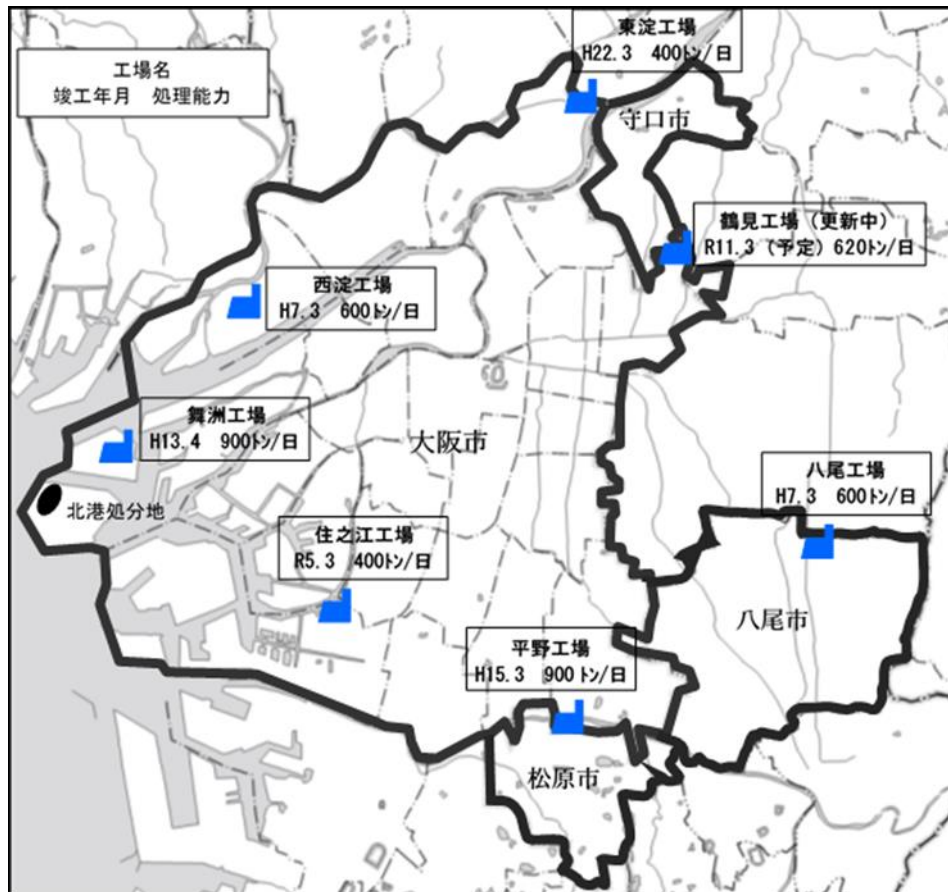 東淀工場
H22.3 400トン/日
工場名
竣工年月 処理能力
守口市
鶴見工場（更新中）
R11.3（予定）620トン/日
西淀工場
H7.3 600トン/日
舞洲工場
H13.4 900トン/日
大阪市
八尾工場
H7.3 600トン/日
北港処分地
住之江工場
R5.3 400トン/日
八尾市
平野工場
H15.3 900トン/日
松原市